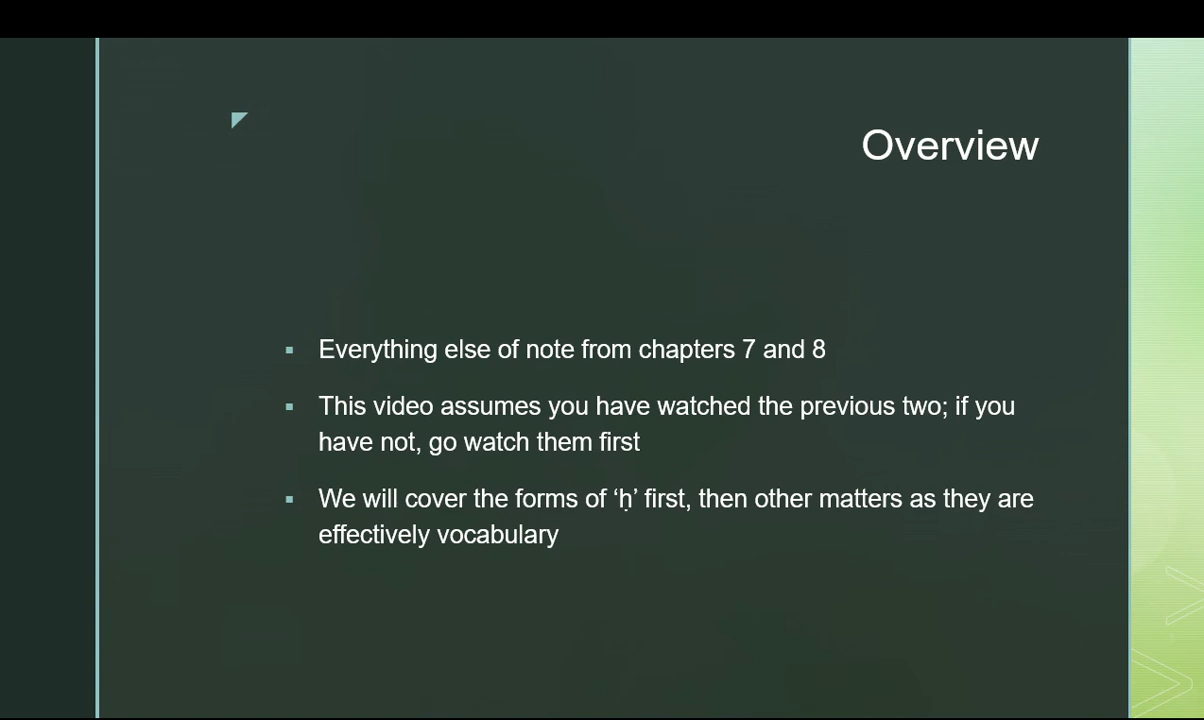 Overview
Everything else of note from chapters 7 and 8
This video assumes you have watched the previous two; if you
have not, go watch them first
We will cover the forms of ‘ḥ’ first, then other matters as they are
effectively vocabulary